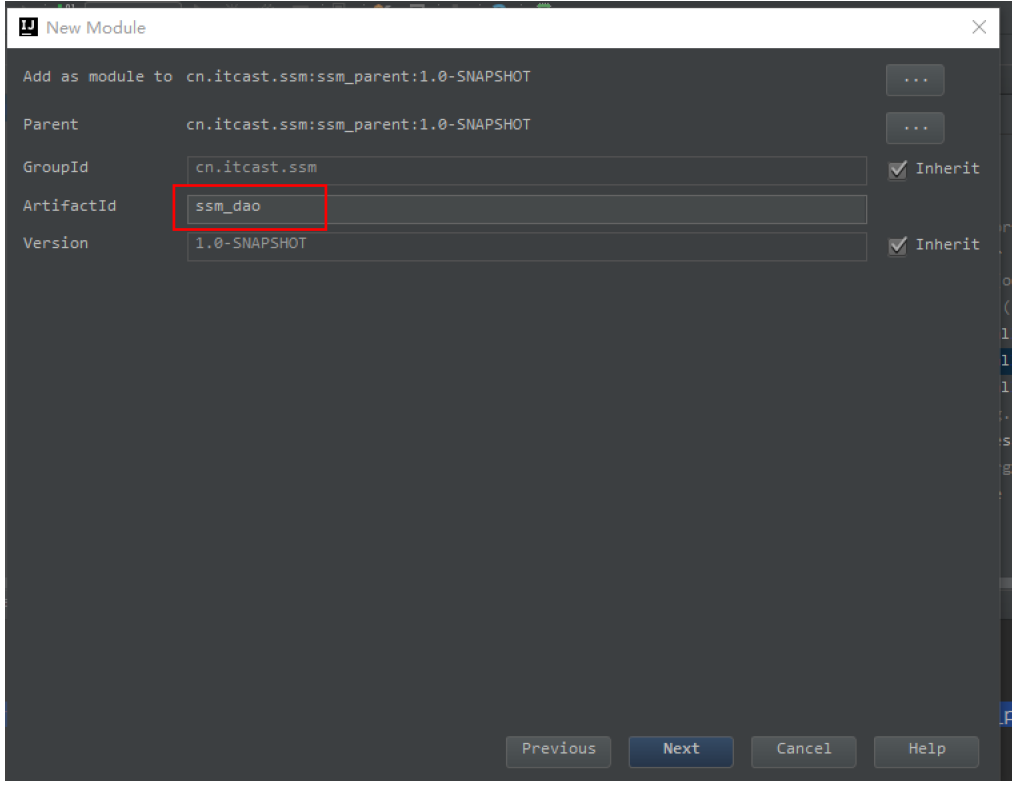 New Module
Add as module to cn.itcast.ssm:ssm_parent:1.0-SNAPSHOT ...
Parent cn.itcast.ssm:ssm_parent:1.0-SNAPSHOT ...
GroupId cn.itcast.ssm Inherit
ArtifactId ssm_dao
Version 1.0-SNAPSHOT Inherit
Previous Next Cancel Help